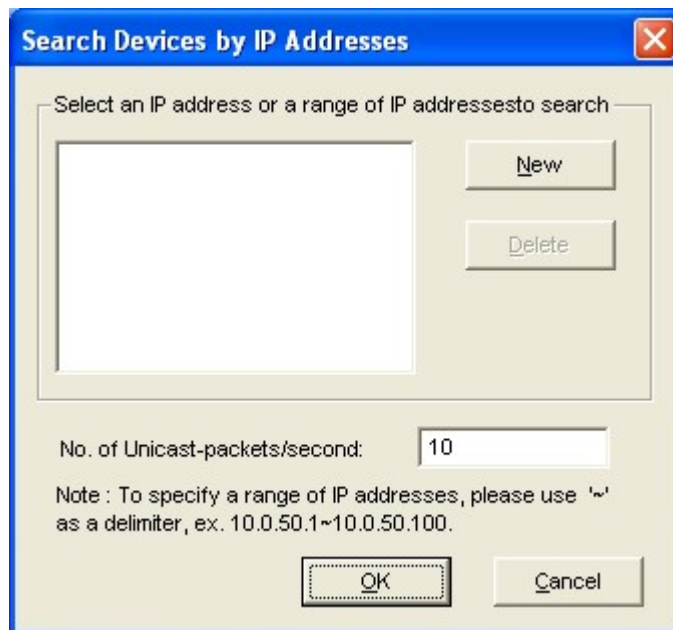 Search Devices by IP Addresses
Select an IP address or a range of IP addressesto search
New
Delete
No. of Unicast-packets/second: 10
Note : To specify a range of IP addresses, please use '~'
as a delimiter, ex. 10.0.50.1~10.0.50.100.
OK Cancel